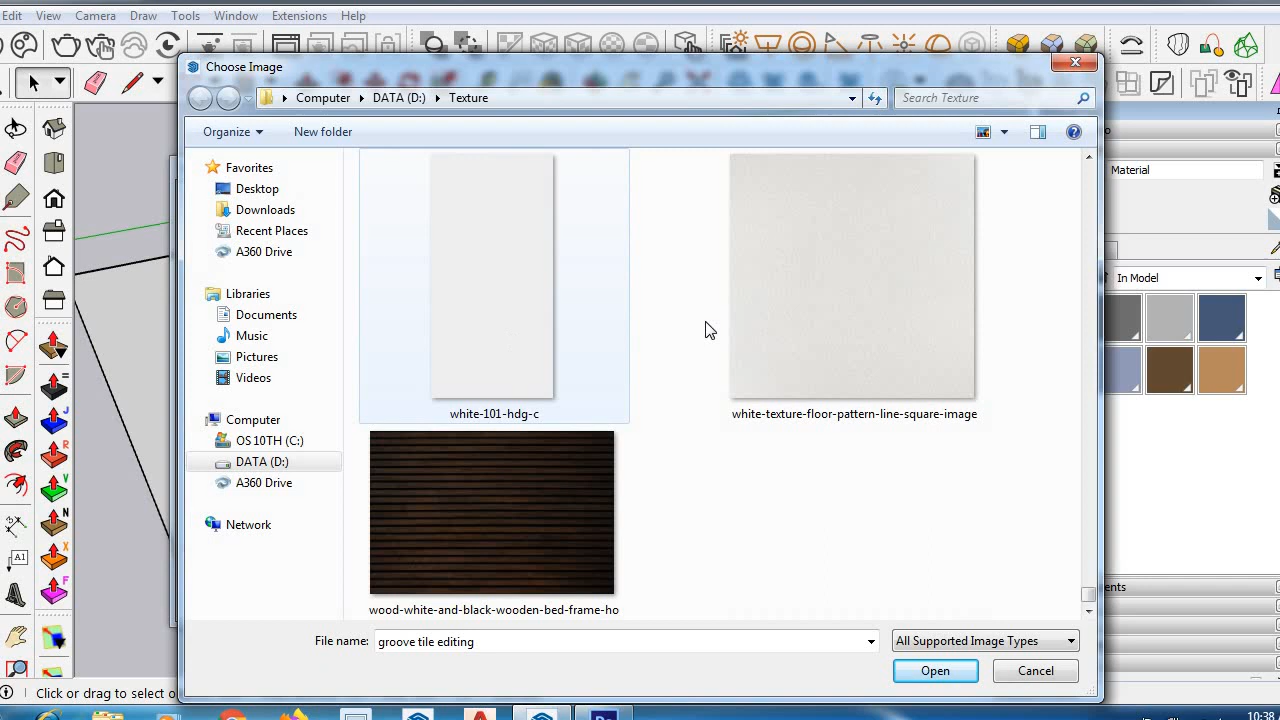 Edit View Camera Draw Tools Window Extensions Help
Choose Image
Computer DATA (D:) Texture
Search Texture
Organize New folder
Favorites
Desktop
Downloads
Recent Places
A360 Drive
Libraries
Documents
Music
Pictures
Videos
Computer
OS 10TH (C:)
DATA (D:)
A360 Drive
Network
white-101-hdg-c
white-texture-floor-pattern-line-square-image
wood-white-and-black-wooden-bed-frame-ho
File name: groove tile editing
All Supported Image Types
Open Cancel
Material
In Model
A1
R
V
N
X
F
Click or drag to select o
10:38